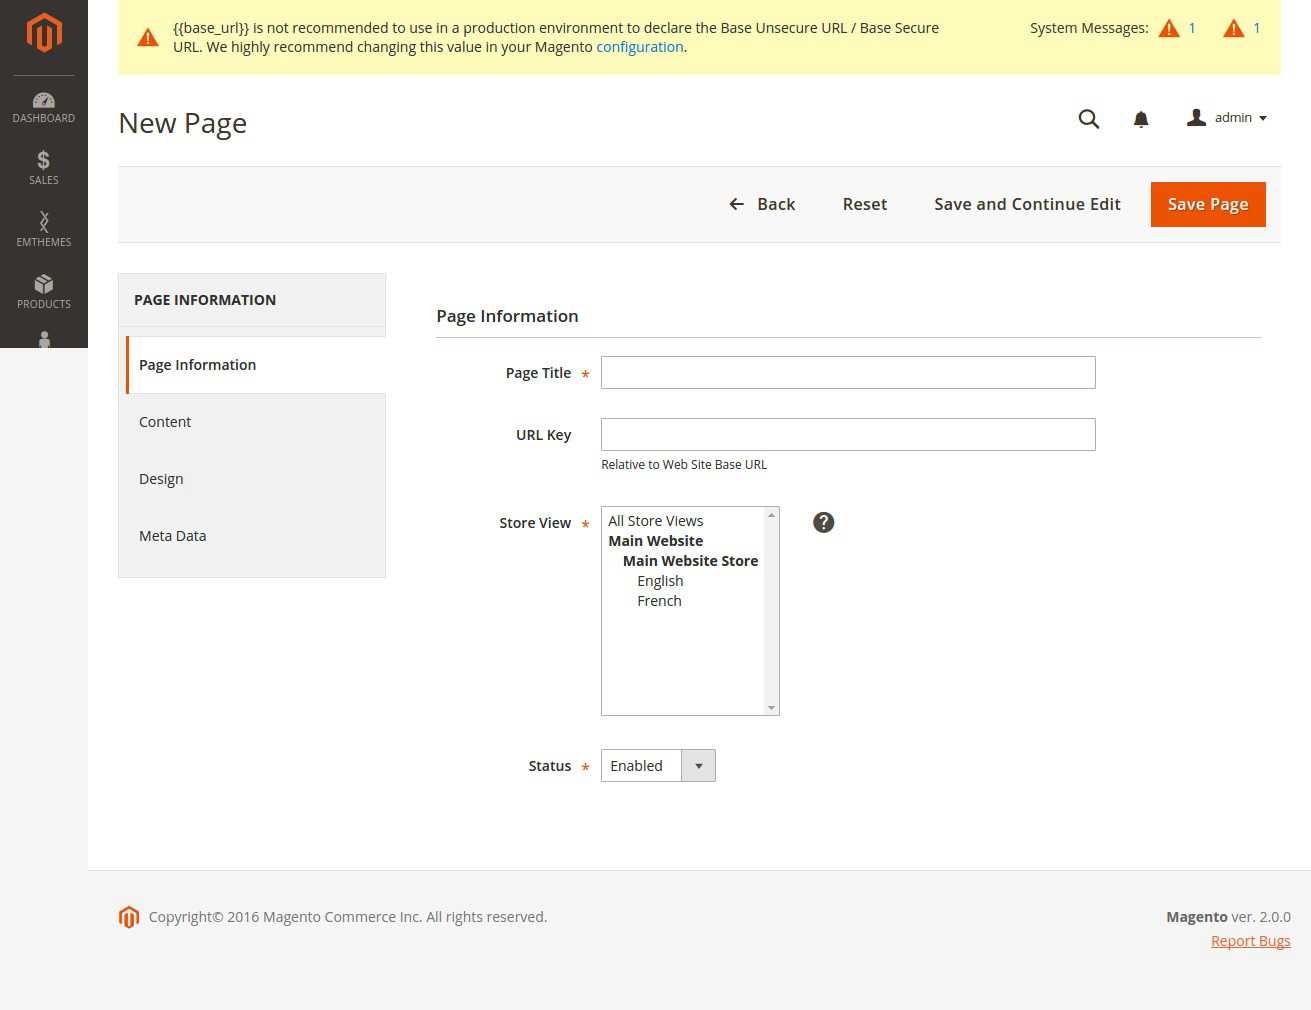 {{base_url}} is not recommended to use in a production environment to declare the Base Unsecure URL / Base Secure
URL. We highly recommend changing this value in your Magento configuration.
System Messages: 1 1
DASHBOARD
SALES
EMTHEMES
PRODUCTS
New Page
admin
Back Reset Save and Continue Edit Save Page
PAGE INFORMATION
Page Information
Content
Design
Meta Data
Page Information
Page Title *
URL Key
Relative to Web Site Base URL
Store View *
All Store Views
Main Website
Main Website Store
English
French
?
Status * Enabled
Copyright© 2016 Magento Commerce Inc. All rights reserved.
Magento ver. 2.0.0
Report Bugs